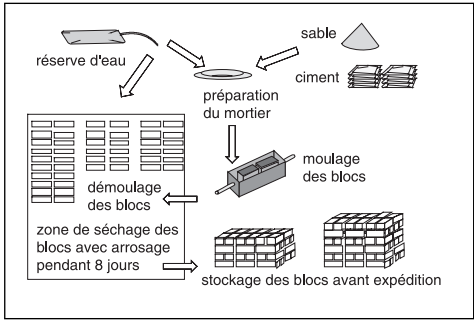 réserve d'eau
sable
ciment
préparation
du mortier
moulage
des blocs
démoulage
des blocs
zone de séchage des
blocs avec arrosage
pendant 8 jours
stockage des blocs avant expédition